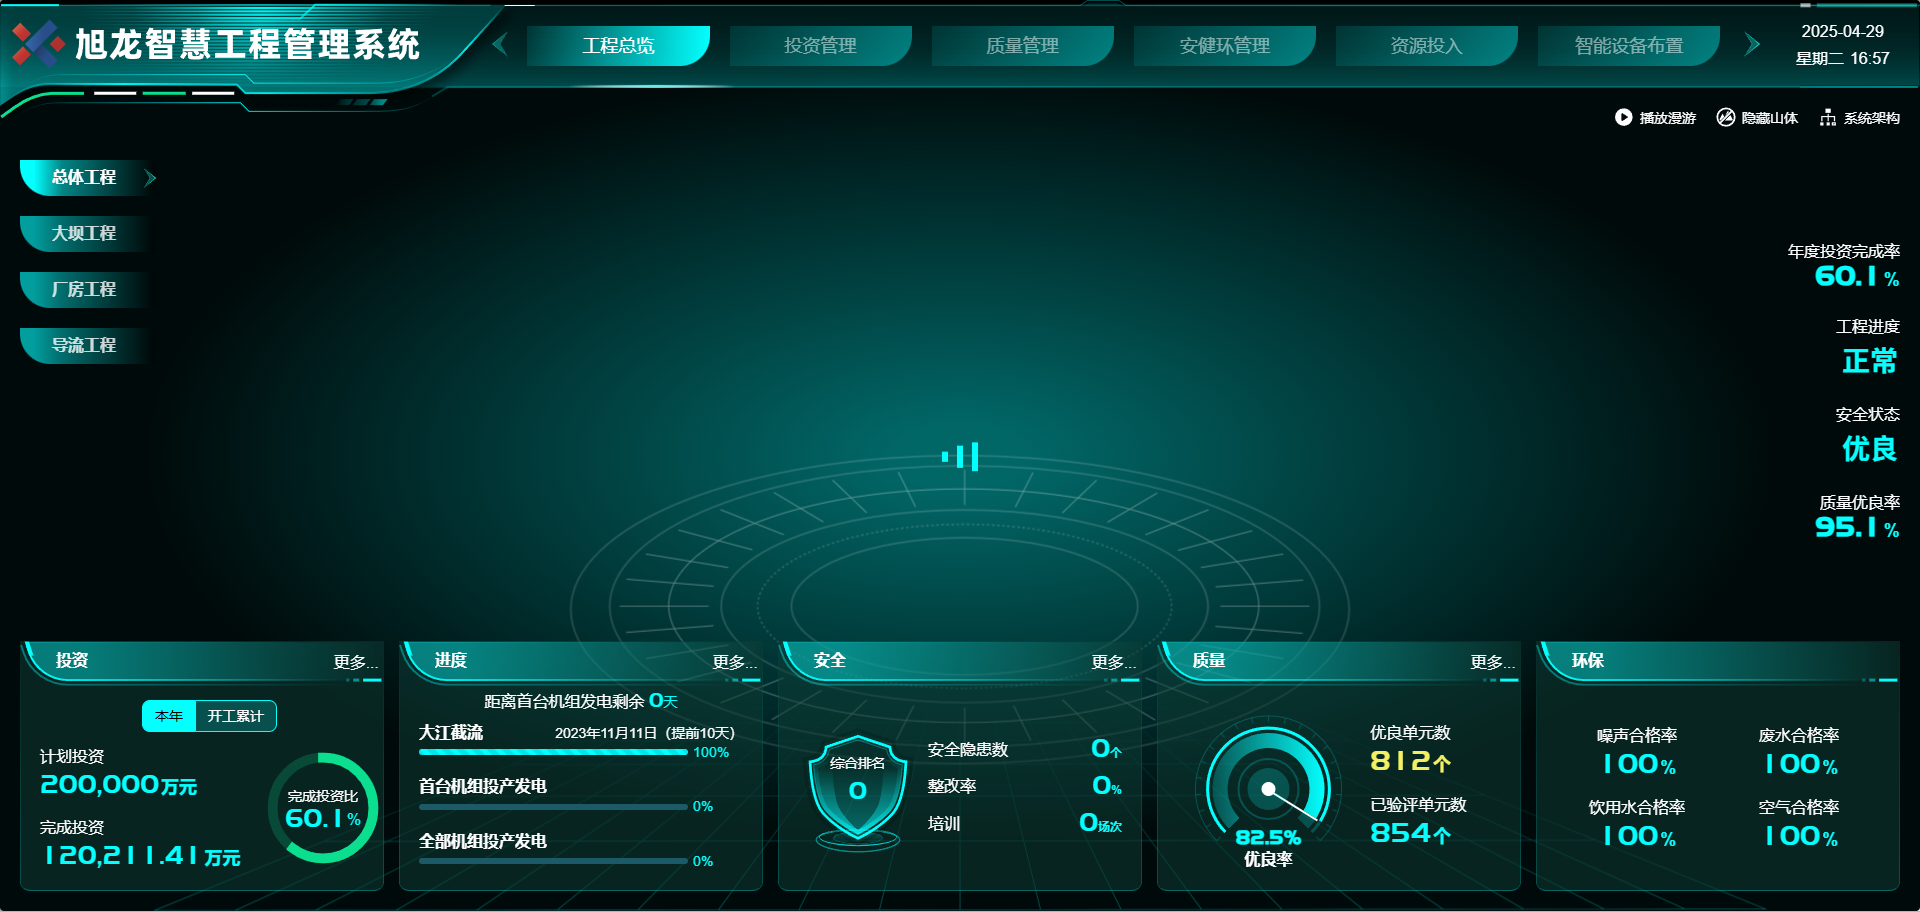 旭龙智慧工程管理系统
工程总览
投资管理
质量管理
安健环管理
资源投入
智能设备布置
2025-04-29
星期二 16:57
播放漫游
隐藏山体
系统架构
总体工程
大坝工程
厂房工程
导流工程
年度投资完成率
60.1 %
工程进度
正常
安全状态
优良
质量优良率
95.1 %
投资
更多...
本年 开工累计
计划投资
200,000万元
完成投资
120,211.41万元
完成投资比
60.1%
进度
更多...
距离首台机组发电剩余 0天
大江截流 2023年11月11日（提前10天）
100%
首台机组投产发电
0%
全部机组投产发电
0%
安全
更多...
综合排名
0
安全隐患数 0个
整改率 0%
培训 0场次
质量
更多...
82.5%
优良率
优良单元数
812个
已验评单元数
854个
环保
噪声合格率
100%
废水合格率
100%
饮用水合格率
100%
空气合格率
100%